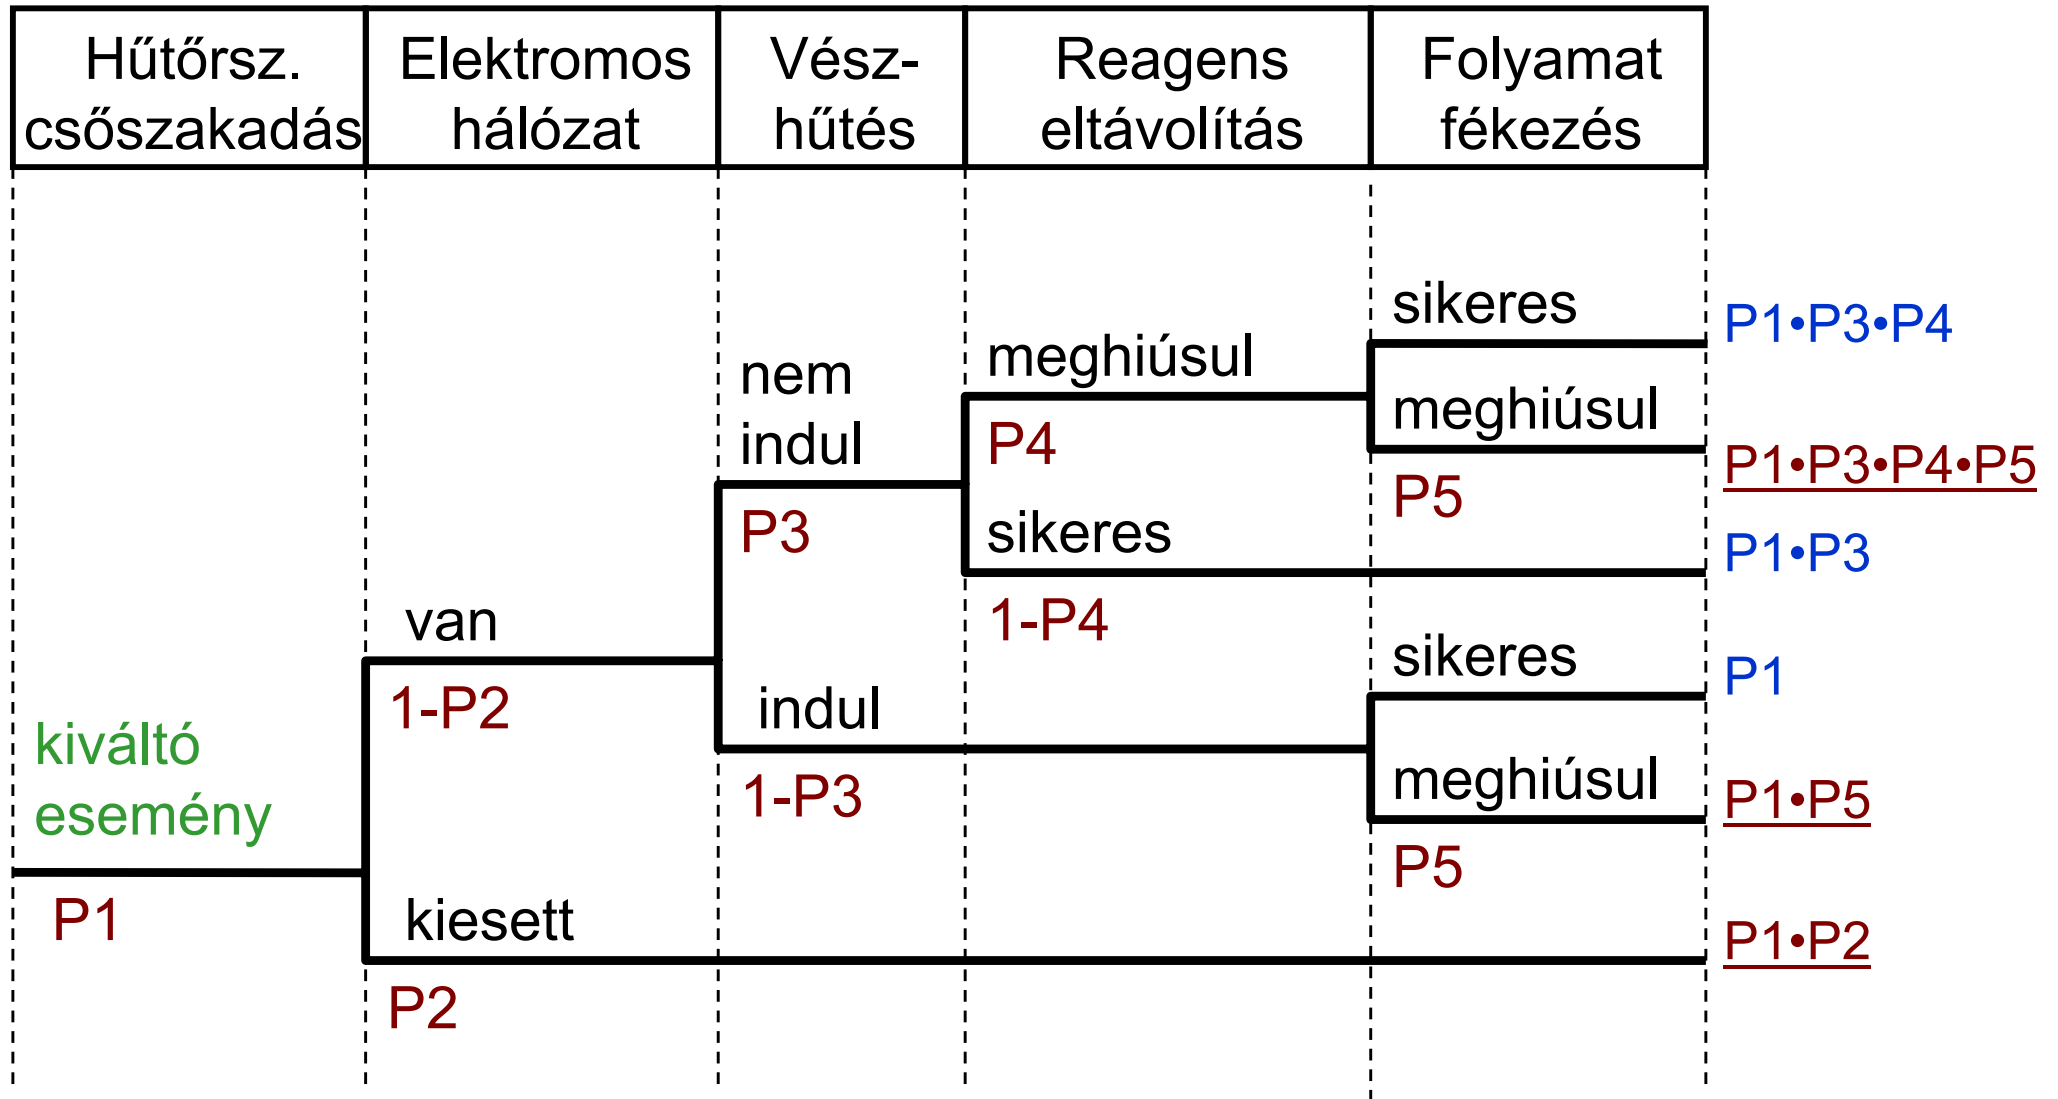 Hűtőrsz.
csőszakadás
Elektromos
hálózat
Vész-
hűtés
Reagens
eltávolítás
Folyamat
fékezés
sikeres
P1•P3•P4
meghiúsul
nem
indul
meghiúsul
P4
P1•P3•P4•P5
P5
P3
sikeres
P1•P3
1-P4
van
sikeres
P1
1-P2
indul
kiváltó
esemény
meghiúsul
1-P3
P1•P5
P5
P1
kiesett
P1•P2
P2